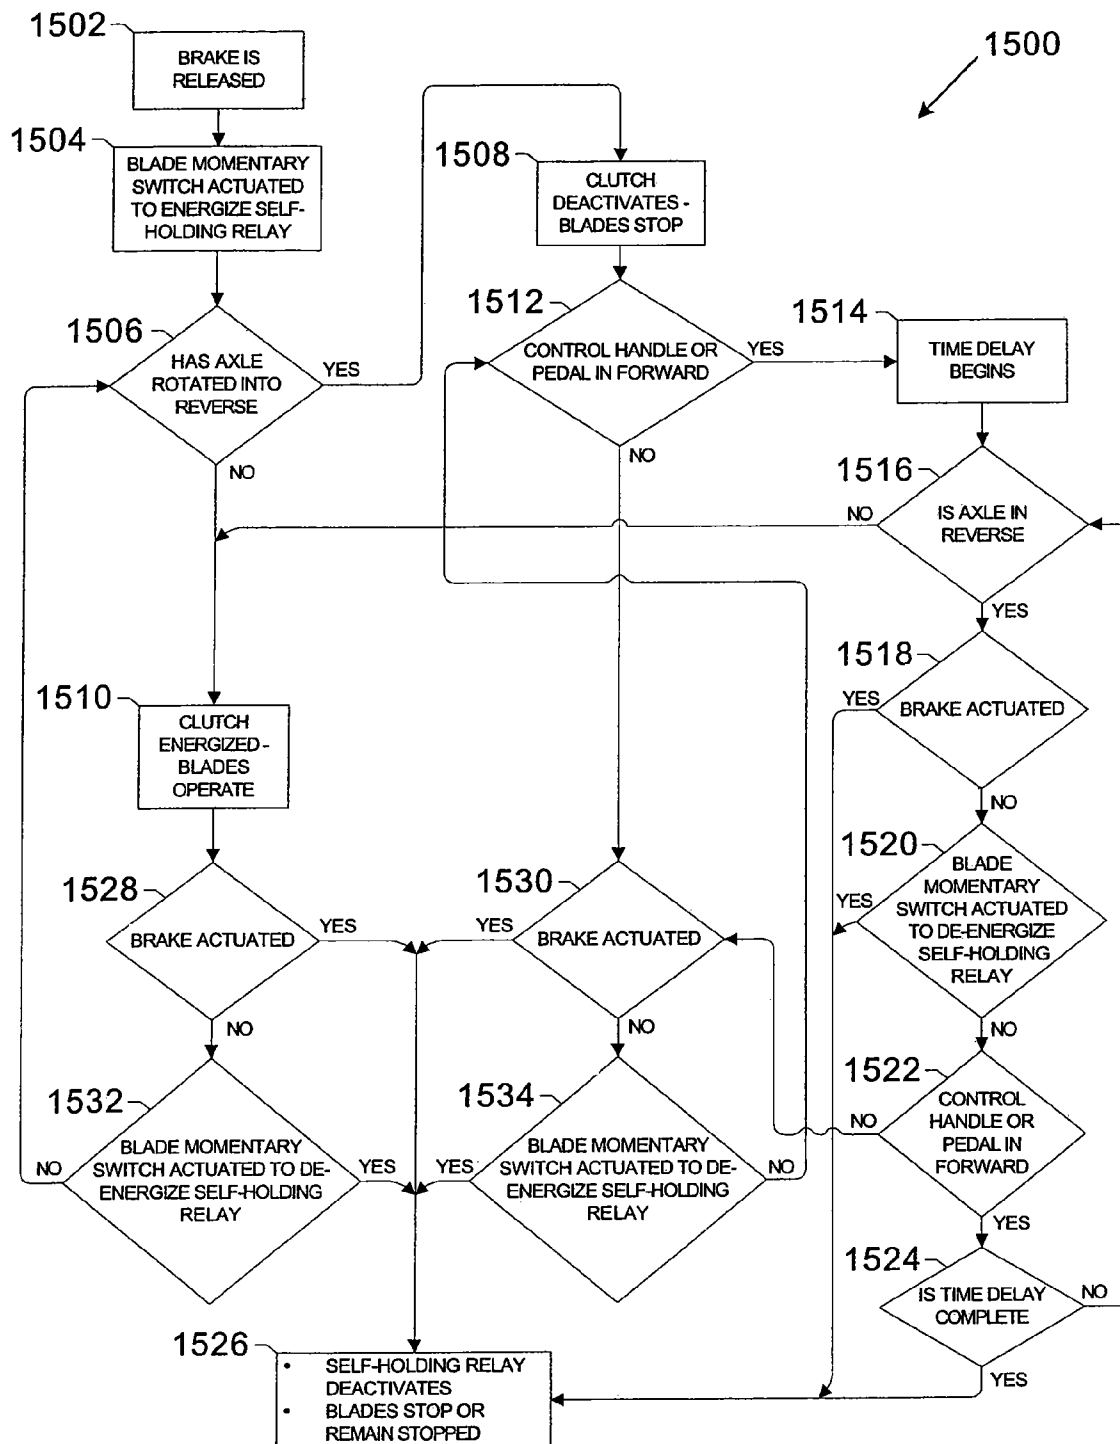 1500
1502
BRAKE IS
RELEASED
1504
BLADE MOMENTARY
SWITCH ACTUATED
TO ENERGIZE SELF-
HOLDING RELAY
1506
HAS AXLE
ROTATED INTO
REVERSE
YES
NO
1508
CLUTCH
DEACTIVATES -
BLADES STOP
1512
CONTROL HANDLE OR
PEDAL IN FORWARD
YES
NO
1514
TIME DELAY
BEGINS
1516
IS AXLE IN
REVERSE
NO
YES
1518
BRAKE ACTUATED
YES
NO
1510
CLUTCH
ENERGIZED -
BLADES
OPERATE
1520
BLADE
MOMENTARY
SWITCH ACTUATED
TO DE-ENERGIZE
SELF-HOLDING
RELAY
YES
NO
1528
BRAKE ACTUATED
YES
NO
1530
BRAKE ACTUATED
YES
NO
1522
CONTROL
HANDLE OR
PEDAL IN
FORWARD
NO
YES
1532
BLADE MOMENTARY
SWITCH ACTUATED TO DE-
ENERGIZE SELF-HOLDING
RELAY
NO
YES
1534
BLADE MOMENTARY
SWITCH ACTUATED TO DE-
ENERGIZE SELF-HOLDING
RELAY
YES
NO
1524
IS TIME DELAY
COMPLETE
NO
YES
1526
• SELF-HOLDING RELAY
DEACTIVATES
• BLADES STOP OR
REMAIN STOPPED